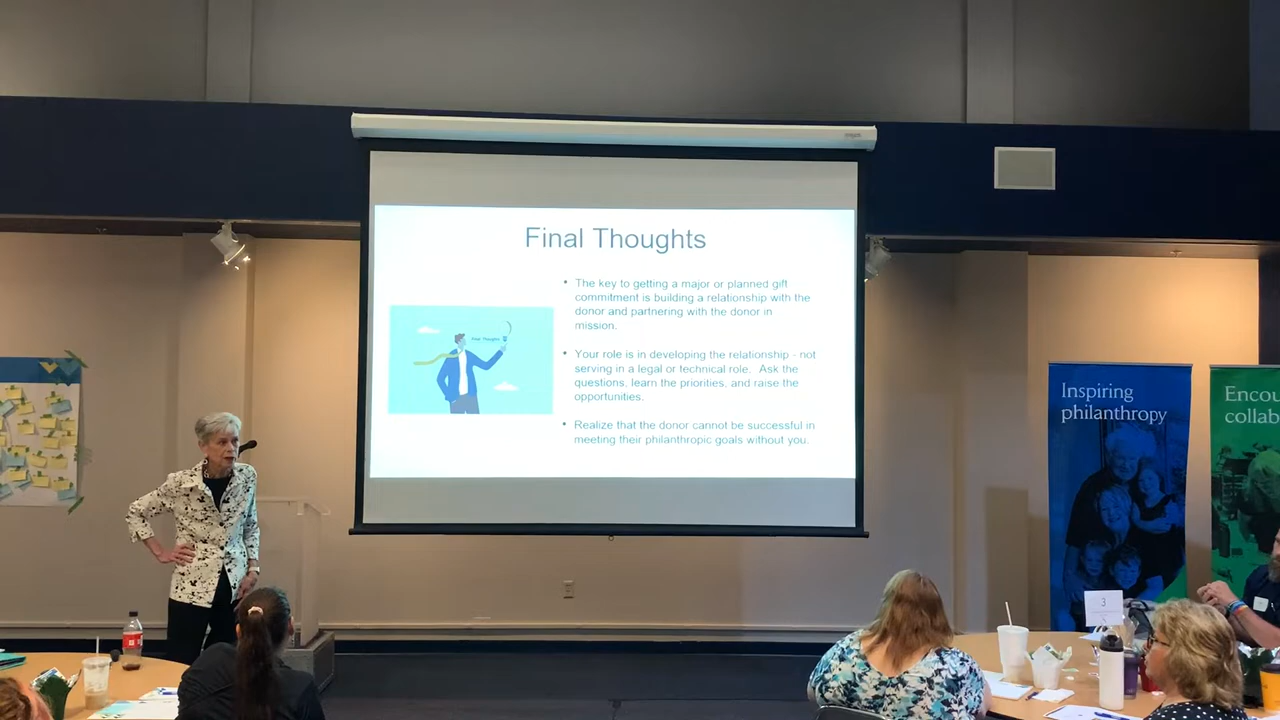 Final Thoughts
• The key to getting a major or planned gift
commitment is building a relationship with the
donor and partnering with the donor in
mission.
Final Thoughts
• Your role is in developing the relationship - not
serving in a legal or technical role. Ask the
questions, learn the priorities, and raise the
opportunities.
• Realize that the donor cannot be successful in
meeting their philanthropic goals without you.
Inspiring
philanthropy
Encou
collab
3